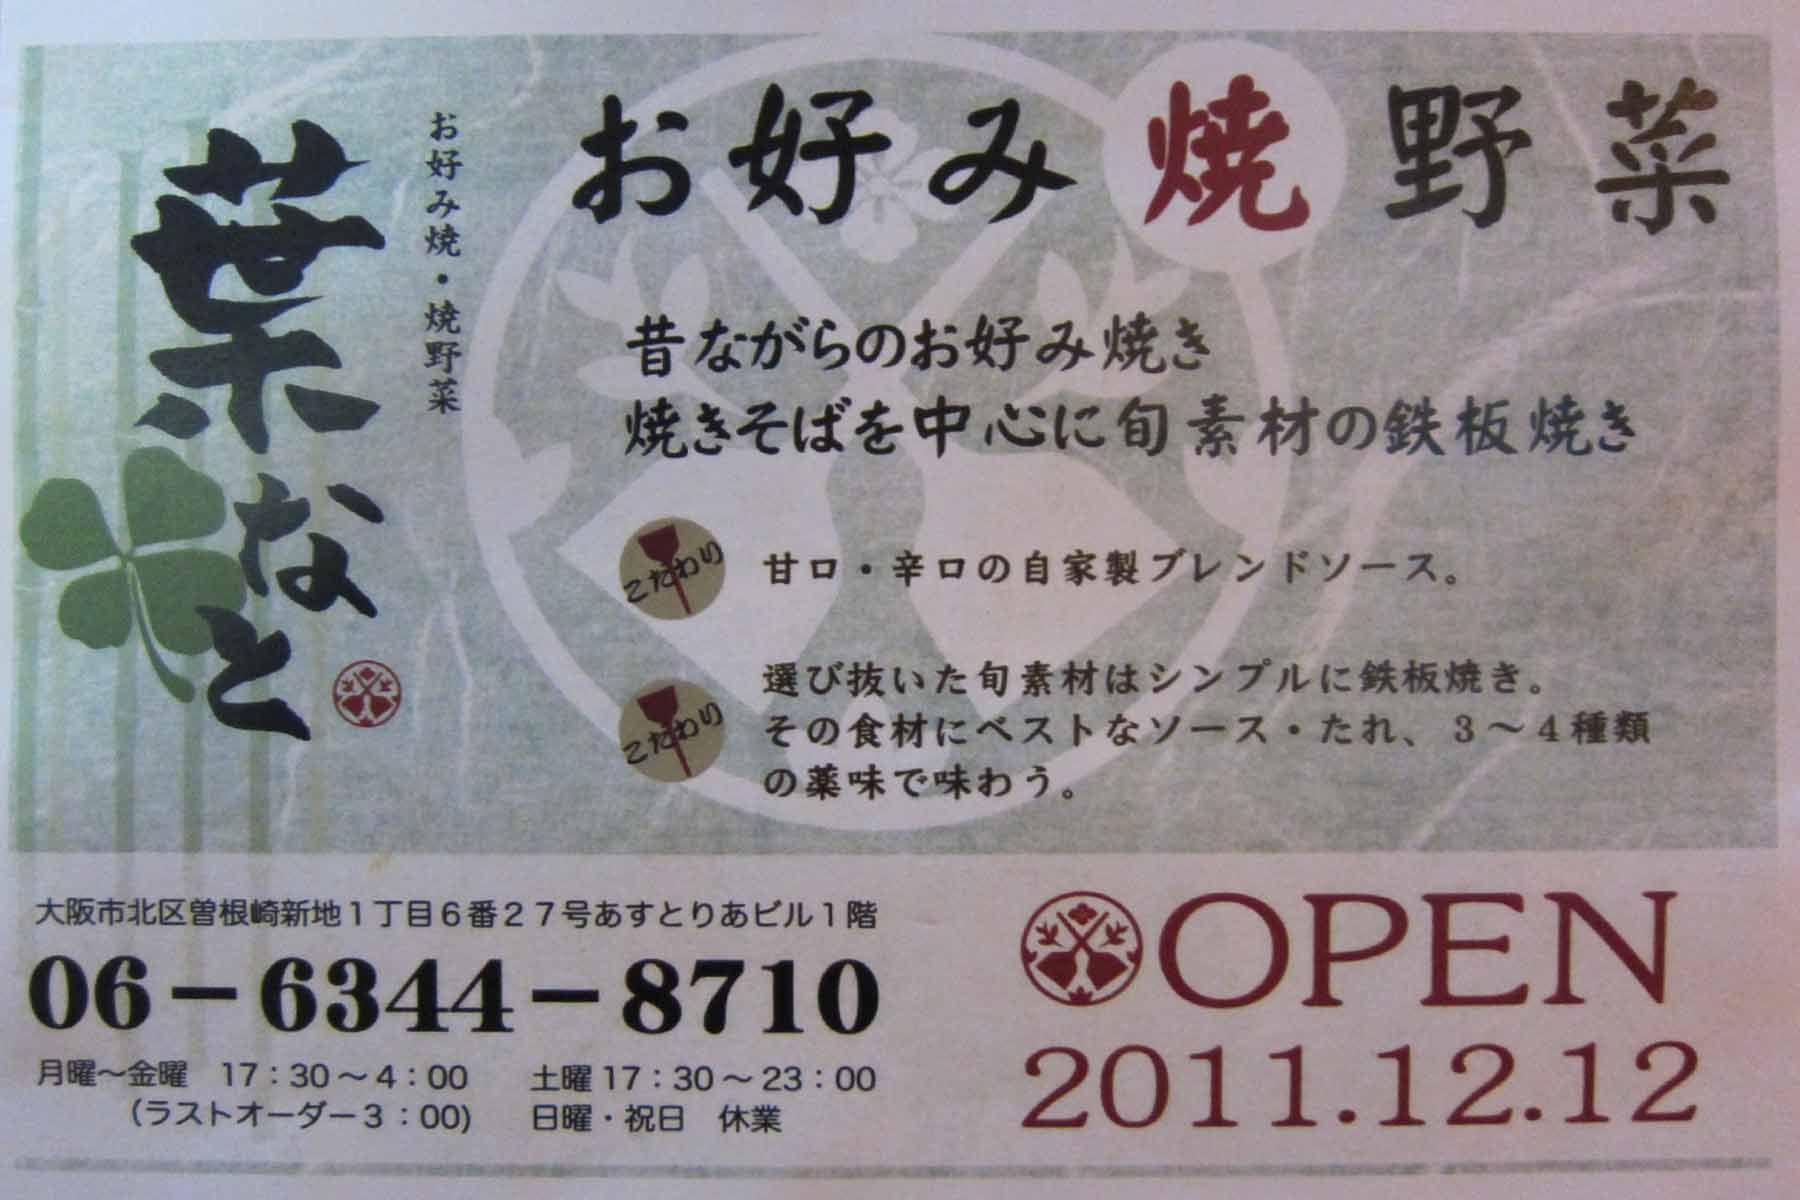 お好み焼・焼野菜
葉なと
お好み焼野菜
昔ながらのお好み焼き
焼きそばを中心に旬素材の鉄板焼き
こだわり
甘口・辛口の自家製ブレンドソース。
こだわり
選び抜いた旬素材はシンプルに鉄板焼き。
その食材にベストなソース・たれ、３～４種類
の薬味で味わう。
大阪市北区曽根崎新地１丁目６番２７号あすとりあビル１階
06-6344-8710
月曜～金曜　17：30～4：00
（ラストオーダー3：00)
土曜 17：30～23：00
日曜・祝日　休業
OPEN
2011.12.12